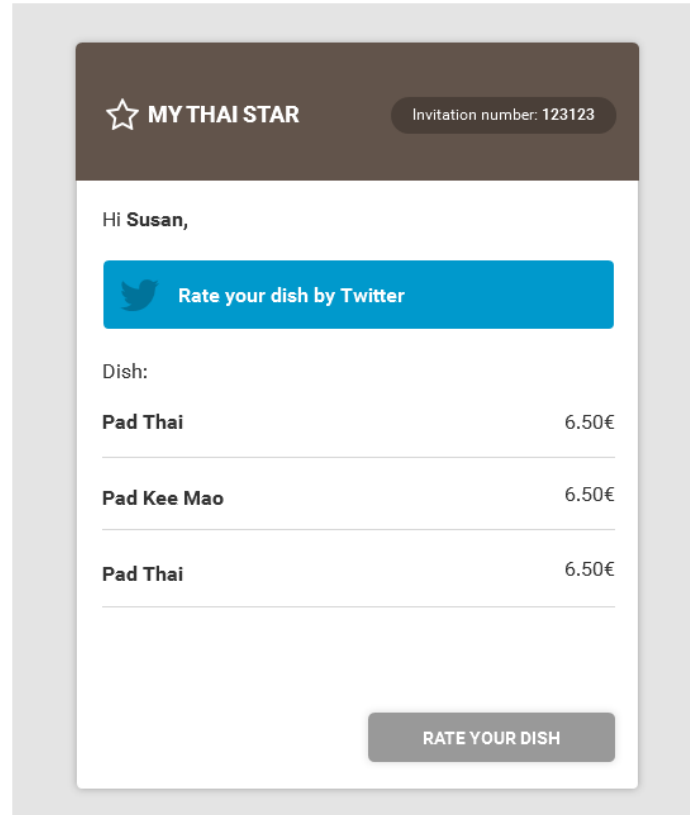 MY THAI STAR
Invitation number: 123123
Hi Susan,
Rate your dish by Twitter
Dish:
Pad Thai 6.50€
Pad Kee Mao 6.50€
Pad Thai 6.50€
RATE YOUR DISH